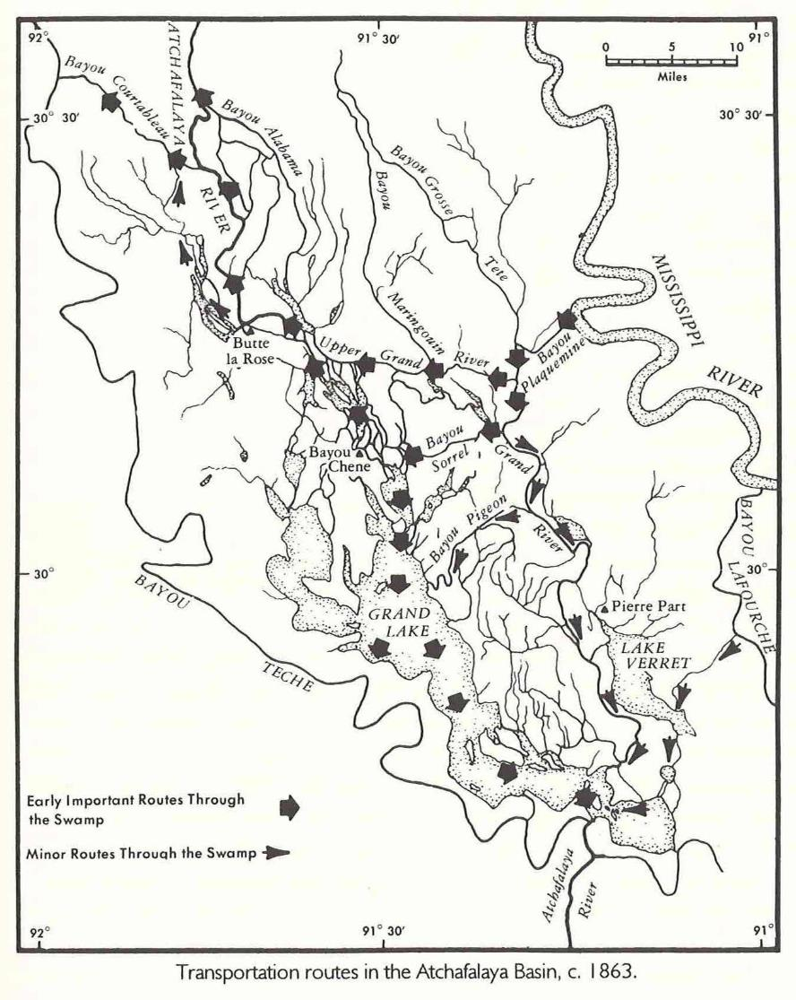 92°
91° 30'
91°
0 5 10
Miles
ATCHAFALAYA
RIVER
Bayou Courtableau
Bayou Alabama
30° 30'
30° 30'
Bayou Grosse Tete
Bayou Maringouin
MISSISSIPPI
RIVER
Butte
la Rose
Upper Grand River
Bayou
Plaquemine
Bayou
Sorrel
Bayou
Chene
Grand
River
Bayou Pigeon
BAYOU
LAFOURCHE
30°
30°
BAYOU
TECHE
GRAND
LAKE
Pierre Part
LAKE
VERRET
Early Important Routes Through
the Swamp
Minor Routes Through the Swamp
Atchafalaya
River
92°
91° 30'
91°
Transportation routes in the Atchafalaya Basin, c. 1863.